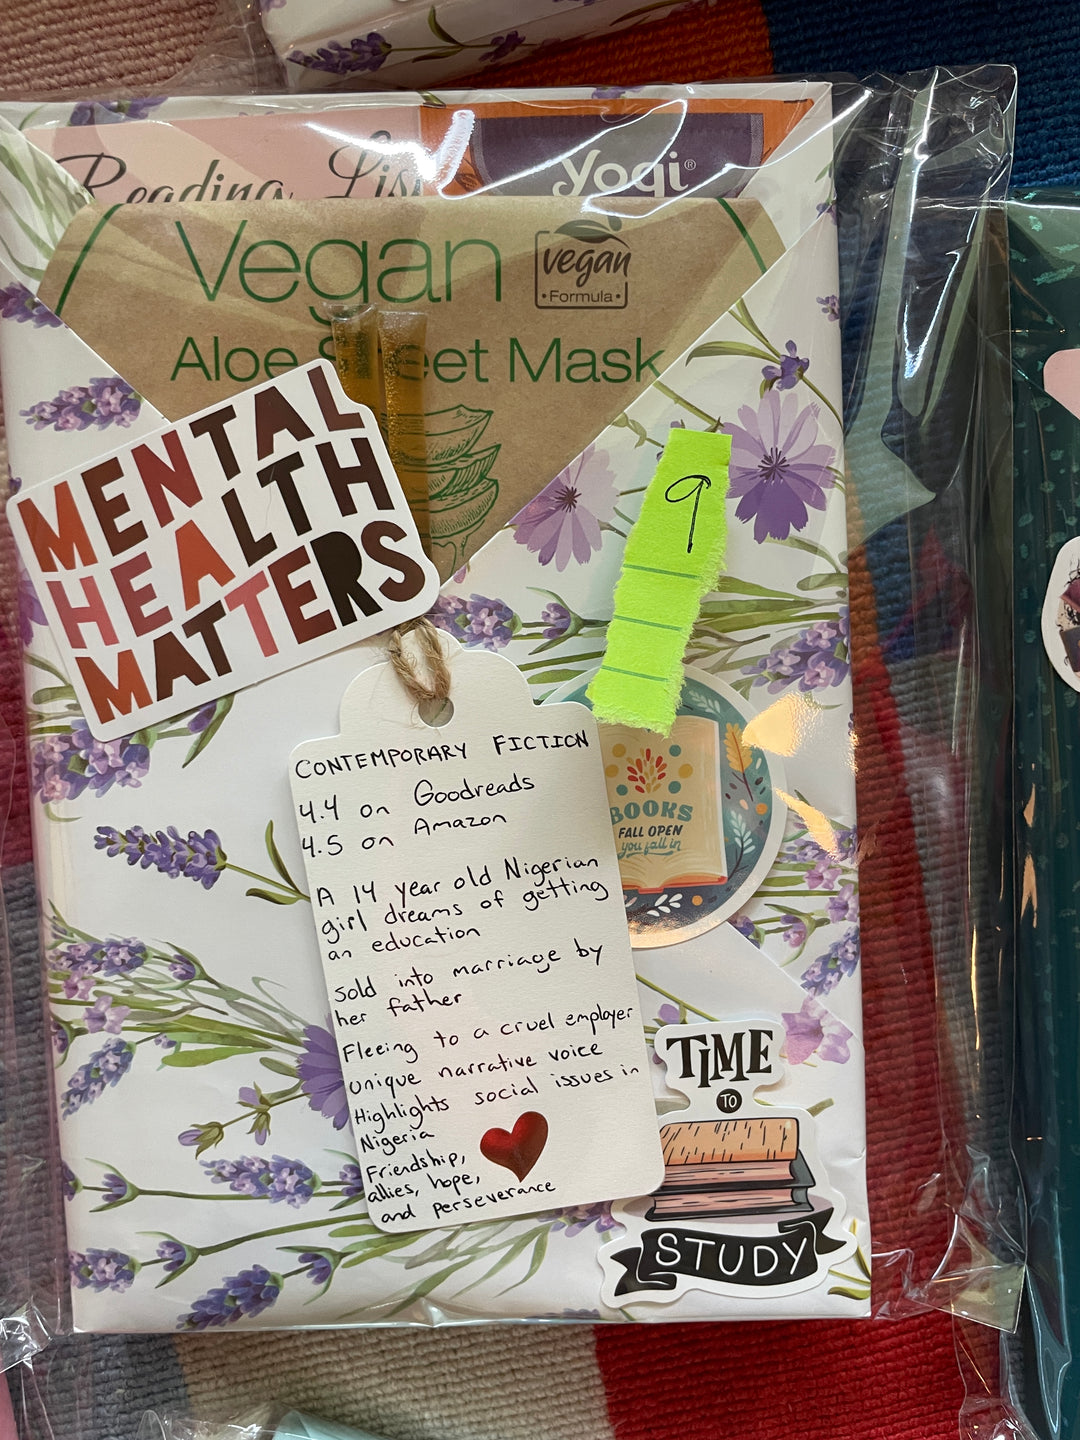 Reading List
yogi®
Vegan
vegan
Formula
Aloe Sheet Mask
MENTAL
HEALTH
MATTERS
9
CONTEMPORARY FICTION
4.4 on Goodreads
4.5 on Amazon
A 14 year old Nigerian
girl dreams of getting
an education
sold into marriage by
her father
Fleeing to a cruel employer
unique narrative voice
Highlights social issues in
Nigeria
Friendship,
allies, hope,
and perseverance
BOOKS
FALL OPEN
you fall in
TIME
TO
STUDY